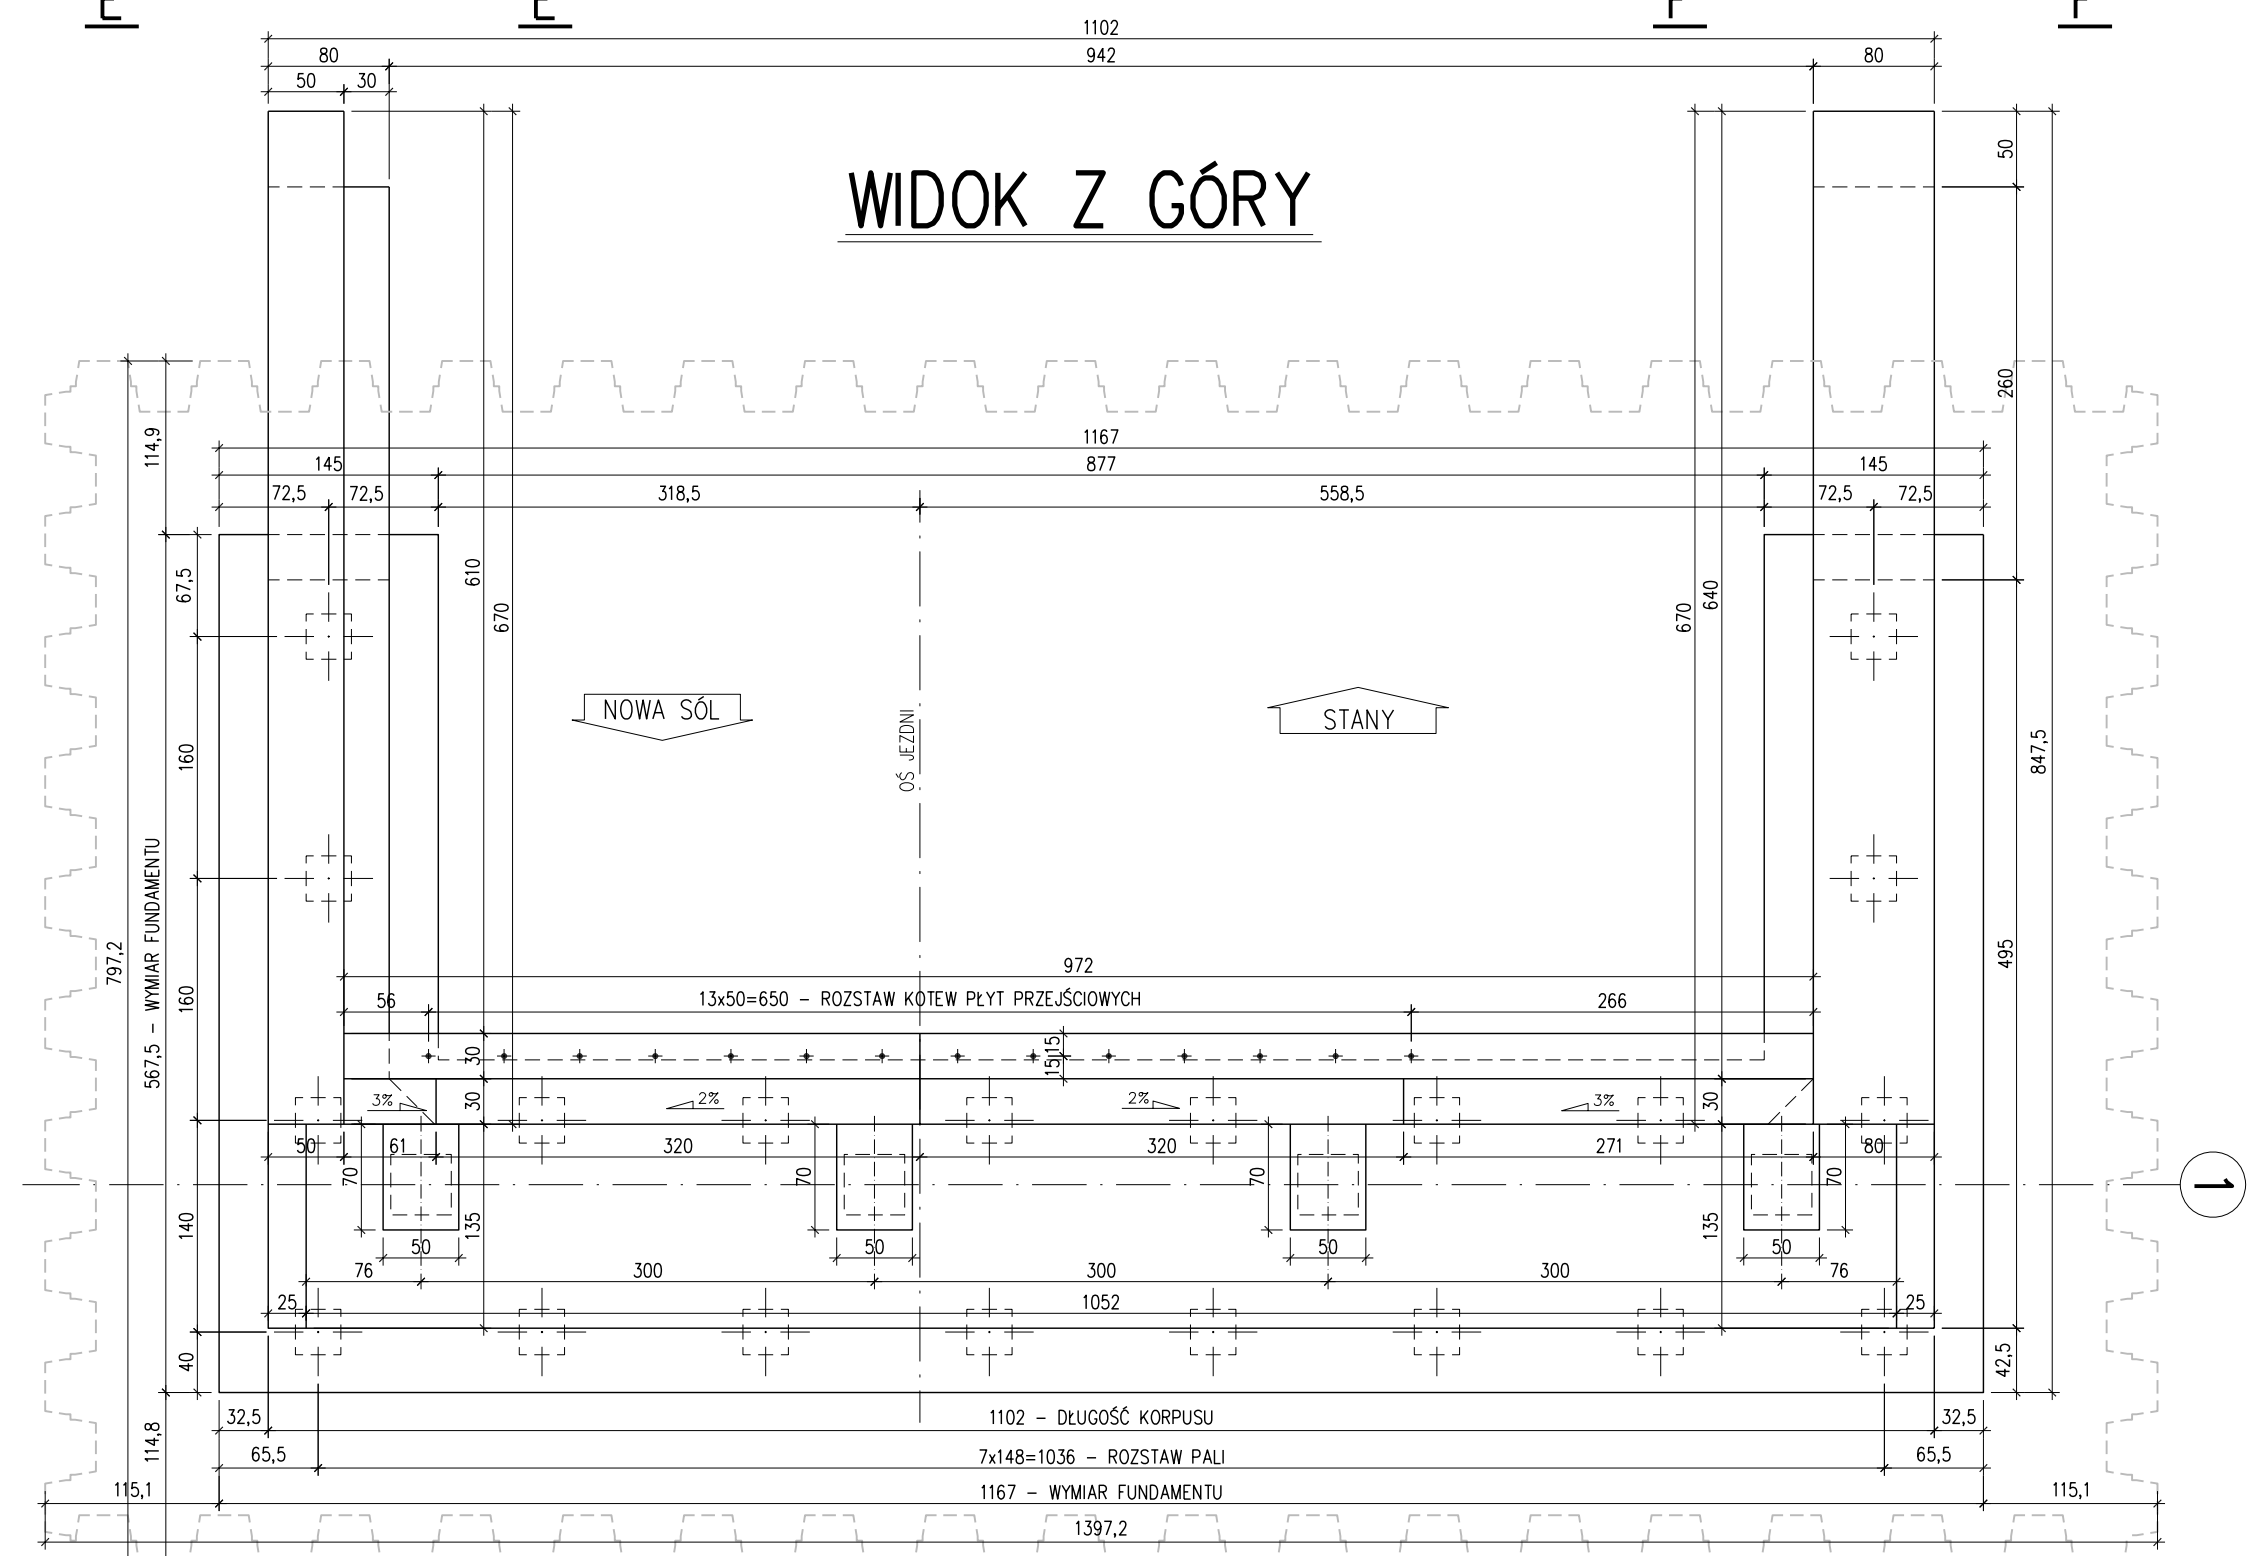 E E F F
1102
80 942 80
50 30
50
WIDOK Z GÓRY
260
114,9
1167
145 877 145
72,5 72,5 318,5 558,5 72,5 72,5
67,5
610
670
670
640
NOWA SÓL
STANY
OŚ JEZDNI
160
847,5
797,2
567,5 – WYMIAR FUNDAMENTU
495
972
56 13x50=650 – ROZSTAW KOTEW PŁYT PRZEJŚCIOWYCH 266
160
30
15 15
3% 30 2% 2% 3% 30
50 61 320 320 271 80
70 70 70 70
1
140
135 135
50 50 50 50
76 300 300 300 76
25 1052 25
40
42,5
32,5 1102 – DŁUGOŚĆ KORPUSU 32,5
114,8
65,5 7x148=1036 – ROZSTAW PALI 65,5
115,1 1167 – WYMIAR FUNDAMENTU 115,1
1397,2